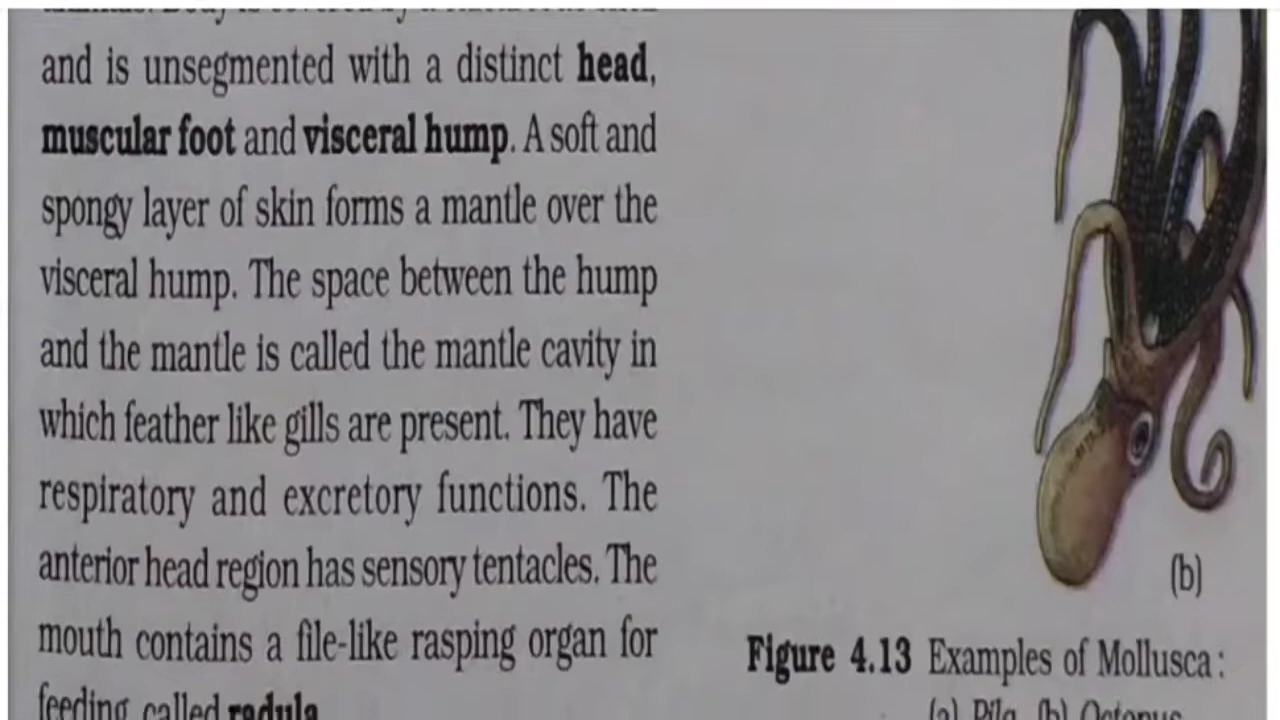 and is unsegmented with a distinct head,
muscular foot and visceral hump. A soft and
spongy layer of skin forms a mantle over the
visceral hump. The space between the hump
and the mantle is called the mantle cavity in
which feather like gills are present. They have
respiratory and excretory functions. The
anterior head region has sensory tentacles. The
mouth contains a file-like rasping organ for
feeding, called radula.
(b)
Figure 4.13 Examples of Mollusca :
(a) Pila (b) Octopus